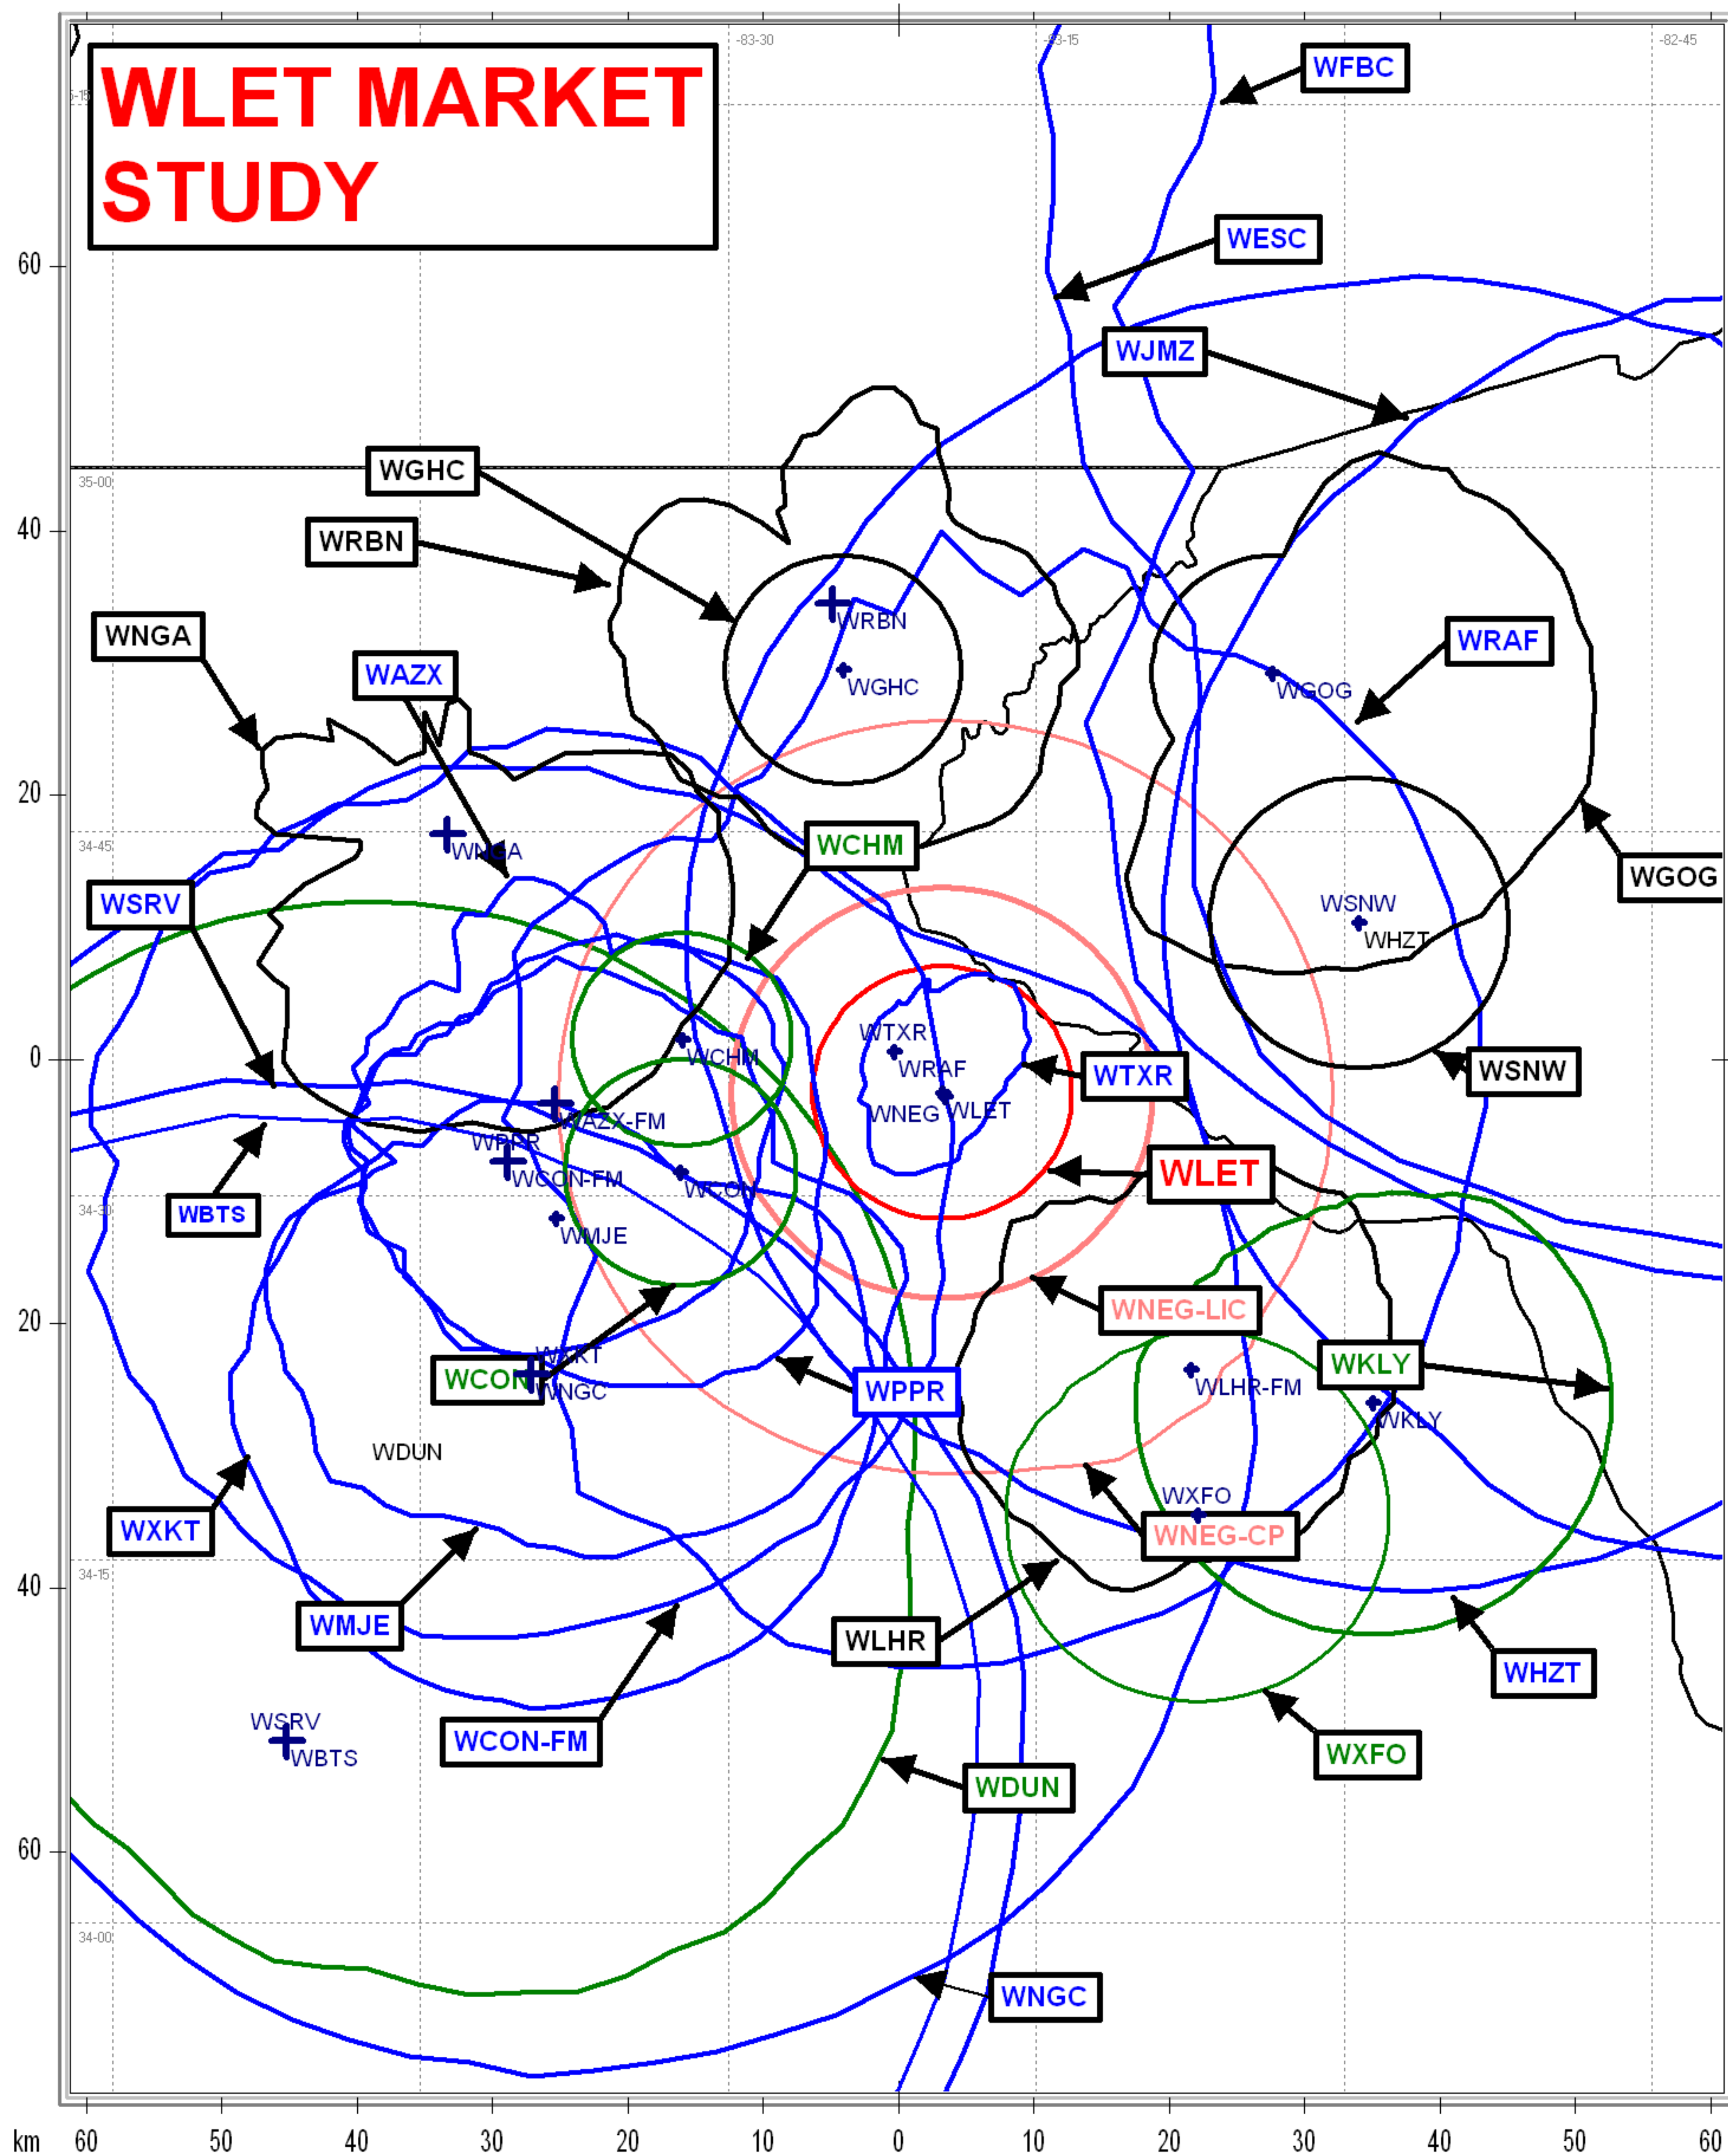 -83-30
-83-15
-82-45
WLET MARKET
STUDY
WFBC
WESC
60
WJMZ
WGHC
35-00
40
WRBN
WRBN
WNGA
WRAF
WAZX
WGHC
WGOG
20
WCHM
34-45
WNGA
WGOG
WSRV
WSNW
WHZT
WTXR
0
WCHM
WRAF
WTXR
WSNW
WNEG
WLET
WAZX-FM
WPPR
WLET
WCON-FM
WCON
34-30
WBTS
WMJE
WNEG-LIC
20
WXKT
WKLY
WCON
WNGC
WPPR
WLHR-FM
WKLY
WDUN
WXFO
WXKT
WNEG-CP
34-15
40
WMJE
WLHR
WHZT
WSRV
WCON-FM
WBTS
WXFO
WDUN
60
34-00
WNGC
km 60 50 40 30 20 10 0 10 20 30 40 50 60